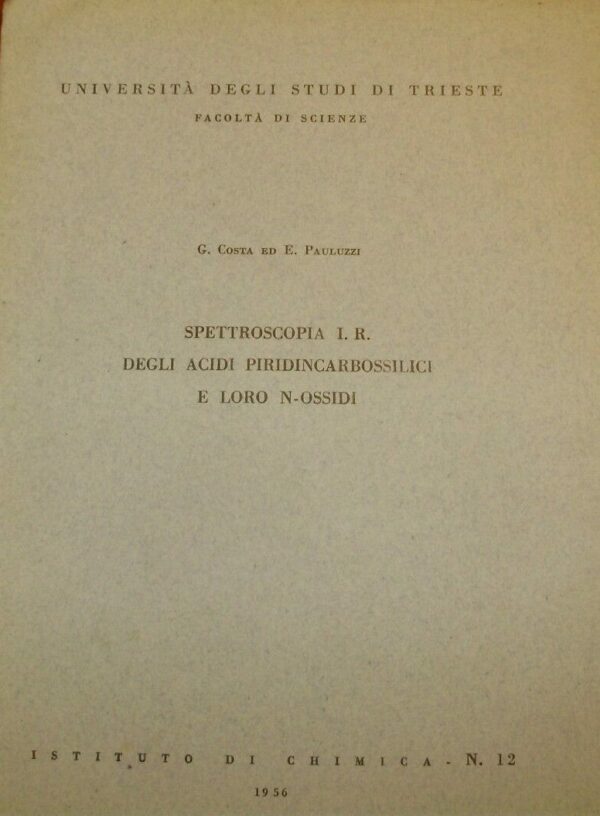 UNIVERSITÀ DEGLI STUDI DI TRIESTE
FACOLTÀ DI SCIENZE
G. COSTA ED E. PAULUZZI
SPETTROSCOPIA I. R.
DEGLI ACIDI PIRIDINCARBOSSILICI
E LORO N-OSSIDI
ISTITUTO DI CHIMICA - N. 12
1956